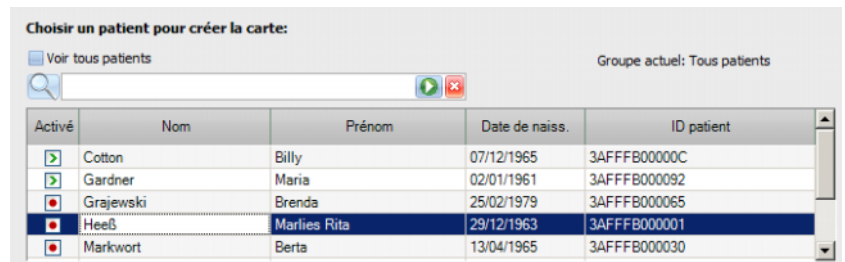 Choisir un patient pour créer la carte:
Voir tous patients
Groupe actuel: Tous patients
Activé Nom Prénom Date de naiss. ID patient
Cotton Billy 07/12/1965 3AFFFB00000C
Gardner Maria 02/01/1961 3AFFFB000092
Grajewski Brenda 25/02/1979 3AFFFB000065
Heeß Marlies Rita 29/12/1963 3AFFFB000001
Markwort Berta 13/04/1965 3AFFFB000030